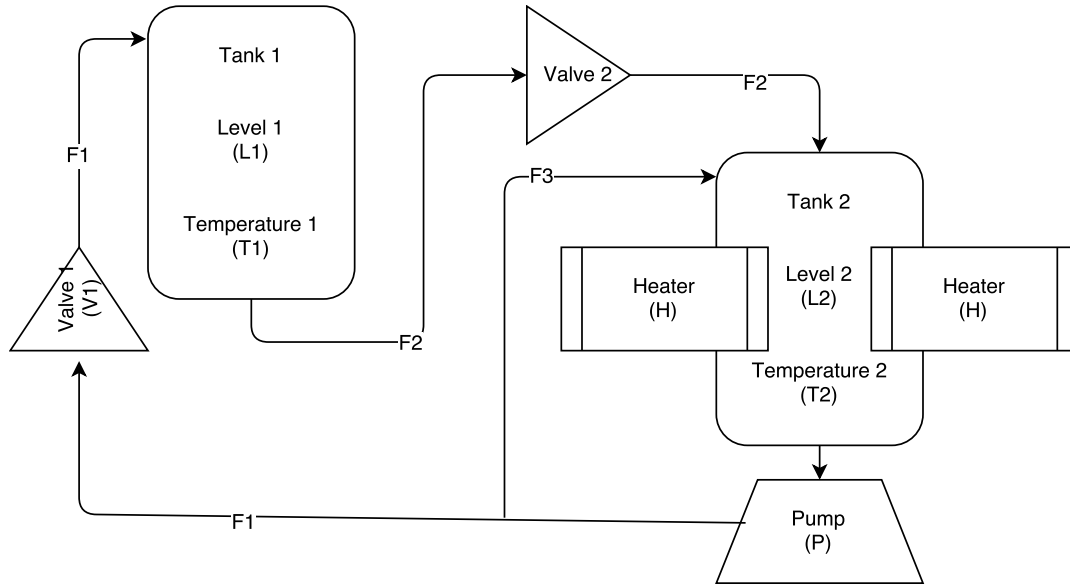 Tank 1
Level 1
(L1)
Temperature 1
(T1)
F1
Valve 1
(V1)
F2
Valve 2
F2
F3
Tank 2
Level 2
(L2)
Temperature 2
(T2)
Heater
(H)
Heater
(H)
F1
Pump
(P)